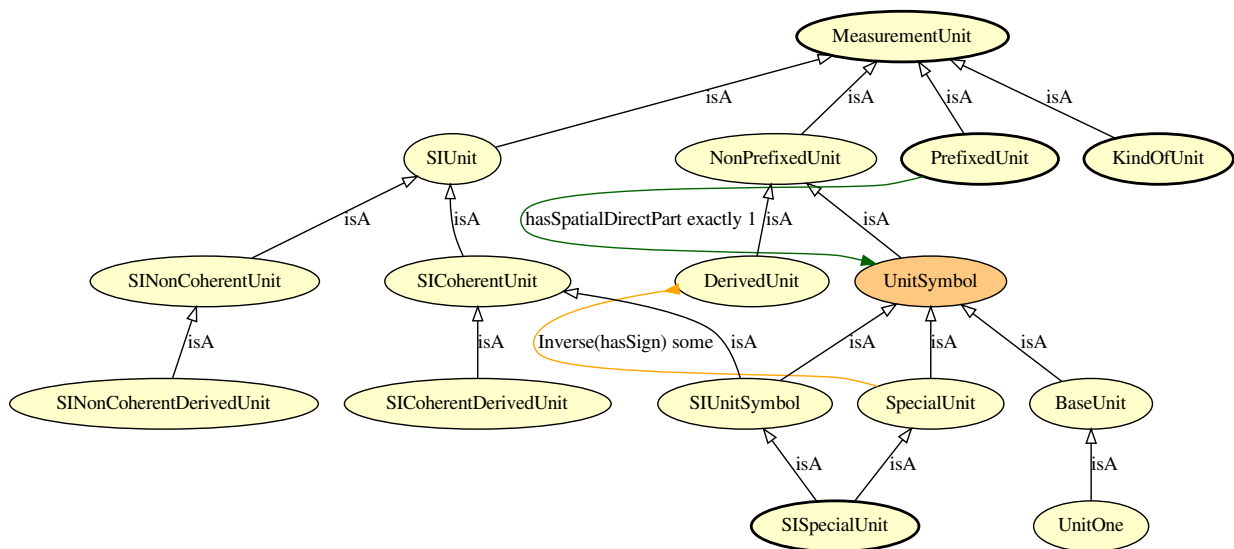 MeasurementUnit
isA
isA
isA
isA
SIUnit
NonPrefixedUnit
PrefixedUnit
KindOfUnit
isA
isA
hasSpatialDirectPart exactly 1
isA
isA
SINonCoherentUnit
SICoherentUnit
DerivedUnit
UnitSymbol
isA
isA
Inverse(hasSign) some
isA
isA
isA
isA
SINonCoherentDerivedUnit
SICoherentDerivedUnit
SIUnitSymbol
SpecialUnit
BaseUnit
isA
isA
isA
SISpecialUnit
UnitOne